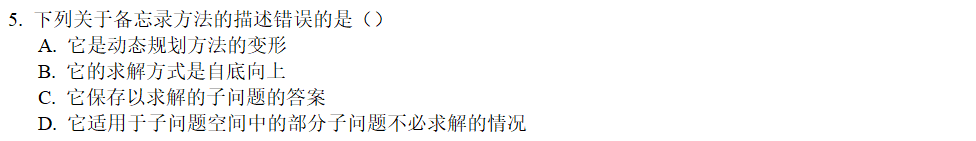 5. 下列关于备忘录方法的描述错误的是（）
A. 它是动态规划方法的变形
B. 它的求解方式是自底向上
C. 它保存以求解的子问题的答案
D. 它适用于子问题空间中的部分子问题不必求解的情况